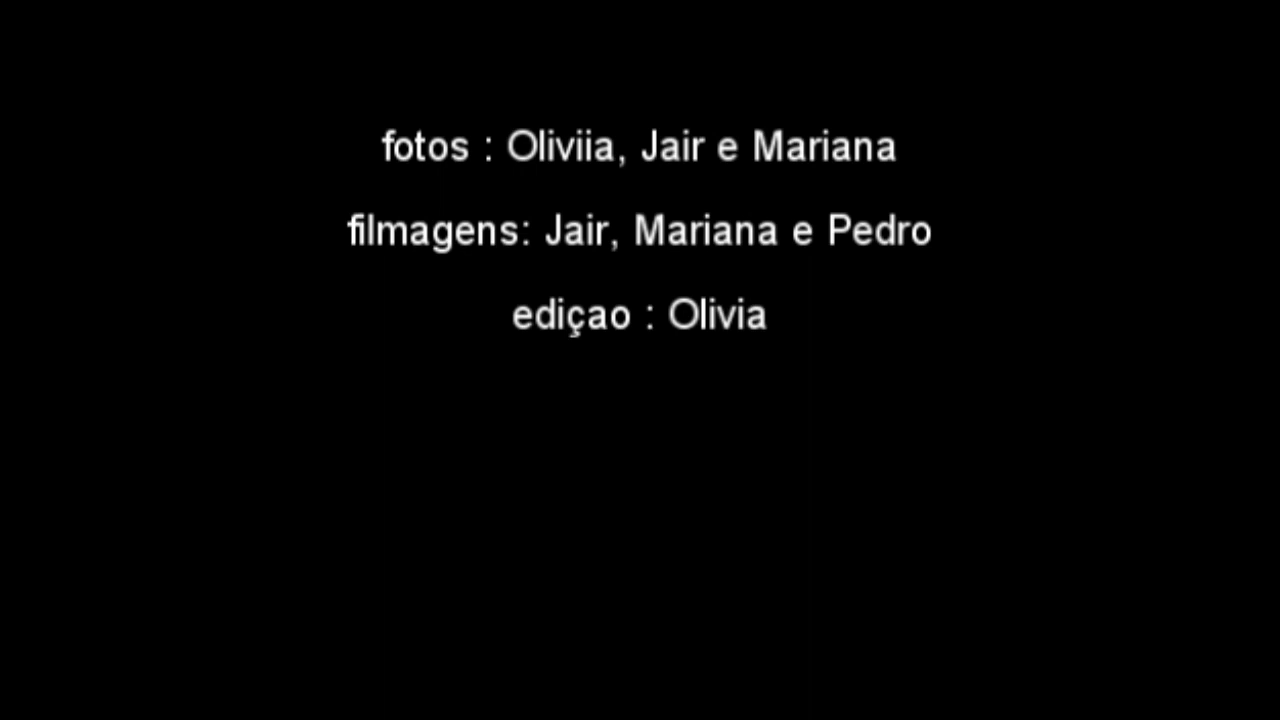 fotos : Oliviia, Jair e Mariana
filmagens: Jair, Mariana e Pedro
ediçao : Olivia